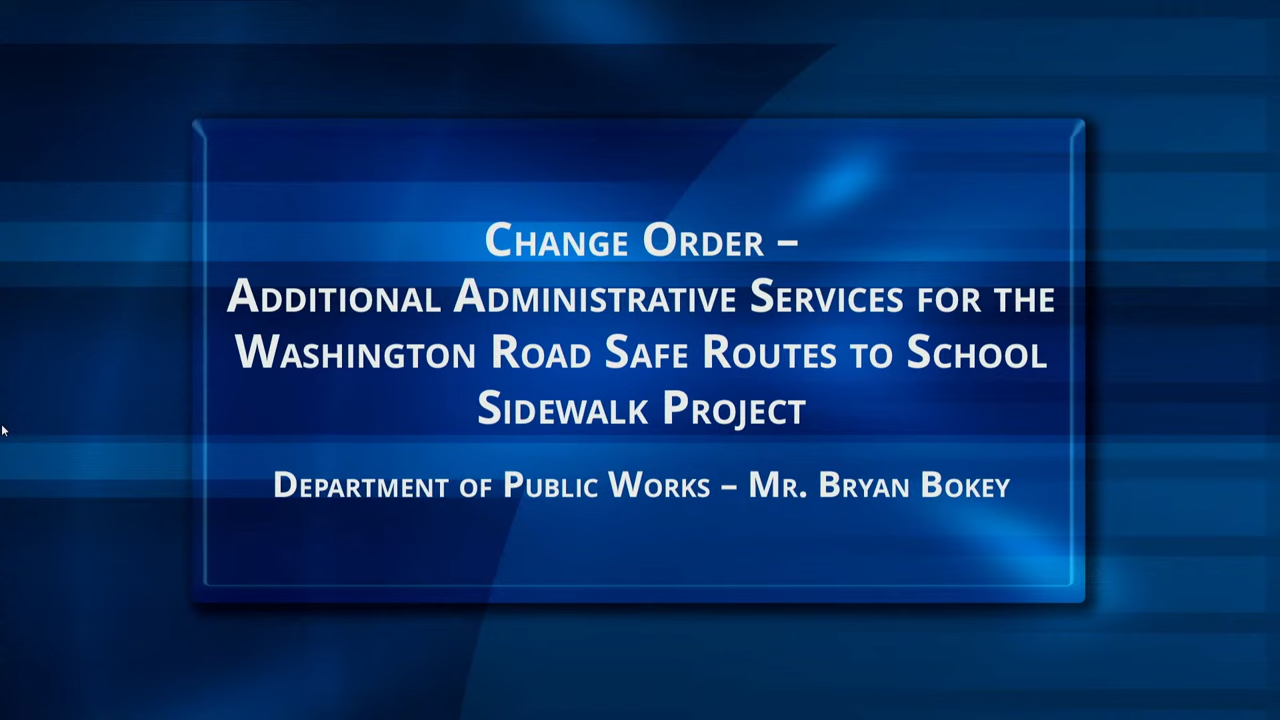 Change Order –
Additional Administrative Services for the
Washington Road Safe Routes to School
Sidewalk Project
Department of Public Works – Mr. Bryan Bokey